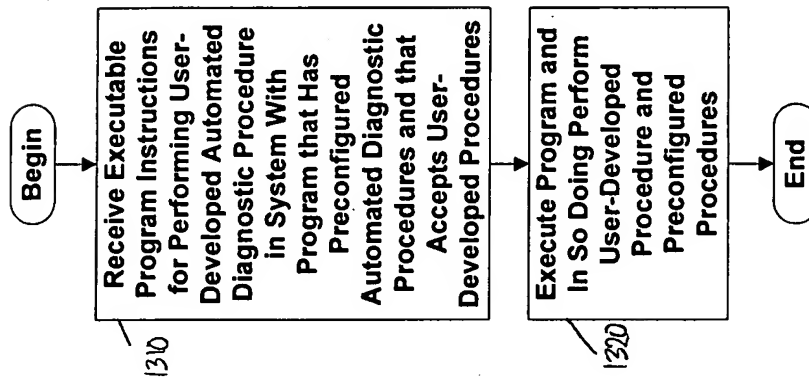 Begin
Receive Executable
Program Instructions
for Performing User-
Developed Automated
Diagnostic Procedure
in System With
Program that Has
Preconfigured
Automated Diagnostic
Procedures and that
Accepts User-
Developed Procedures
1310
Execute Program and
In So Doing Perform
User-Developed
Procedure and
Preconfigured
Procedures
1320
End